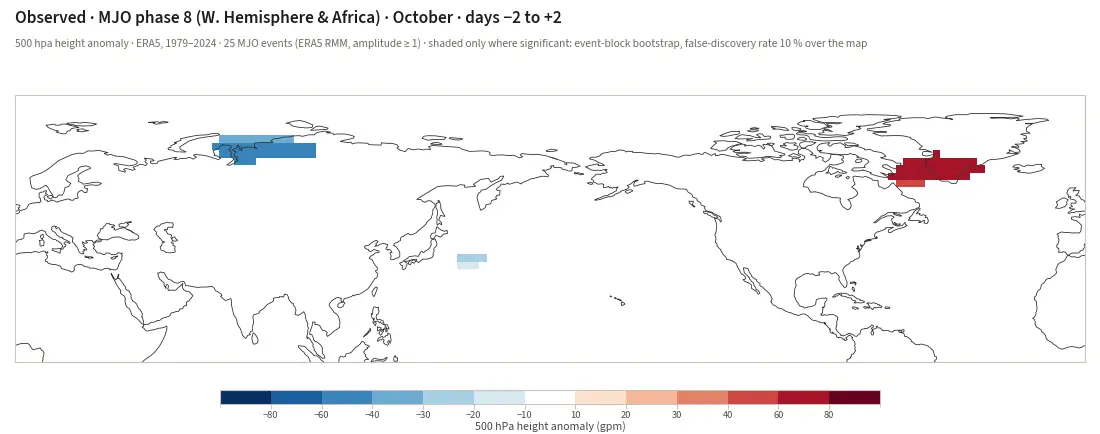 Observed · MJO phase 8 (W. Hemisphere & Africa) · October · days −2 to +2
500 hpa height anomaly · ERA5, 1979–2024 · 25 MJO events (ERA5 RMM, amplitude ≥ 1) · shaded only where significant: event-block bootstrap, false-discovery rate 10 % over the map
−80 −60 −40 −30 −20 −10 10 20 30 40 60 80
500 hPa height anomaly (gpm)